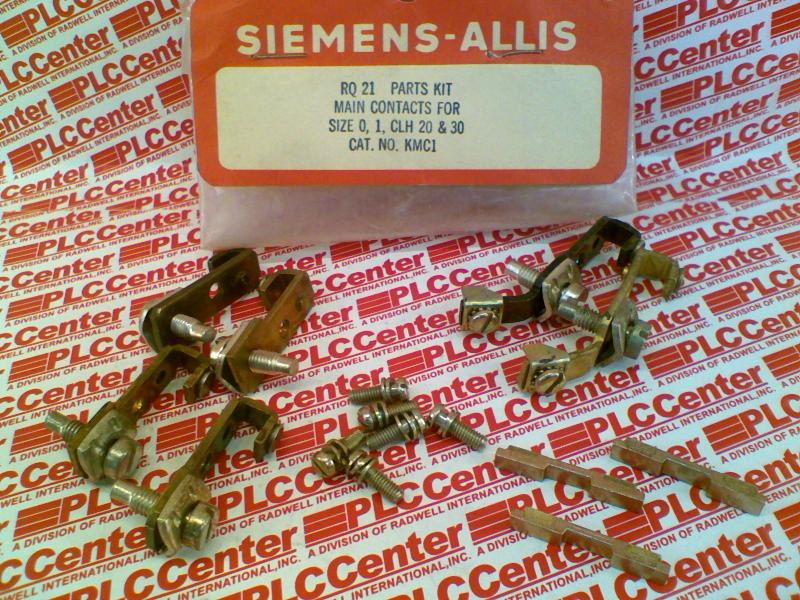 SIEMENS-ALLIS
RQ 21 PARTS KIT
MAIN CONTACTS FOR
SIZE 0, 1, CLH 20 & 30
CAT. NO. KMC1
PLCCenter
A DIVISION OF RADWELL INTERNATIONAL, INC.